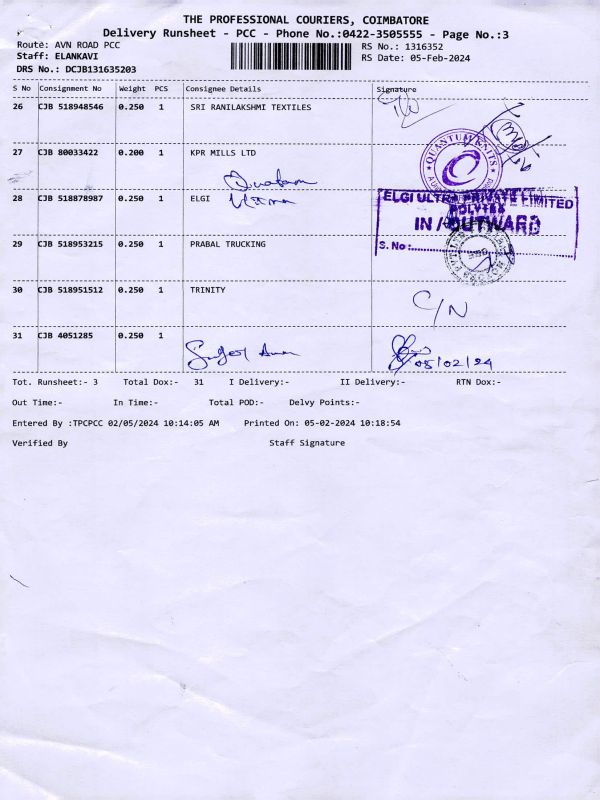 THE PROFESSIONAL COURIERS, COIMBATORE
Delivery Runsheet - PCC - Phone No.:0422-3505555 - Page No.:3
Route: AVN ROAD PCC
RS No.: 1316352
Staff: ELANKAVI
RS Date: 05-Feb-2024
DRS No.: DCJB131635203
S No Consignment No Weight PCS Consignee Details Signature
26 CJB 518948546 0.250 1 SRI RANILAKSHMI TEXTILES
QUANTUM KNITS
27 CJB 80033422 0.200 1 KPR MILLS LTD
28 CJB 518878987 0.250 1 ELGI
ELGI ULTRA PRIVATE LIMITED
POLYTEX
IN / OUTWARD
29 CJB 518953215 0.250 1 PRABAL TRUCKING
S. No :
30 CJB 518951512 0.250 1 TRINITY
C/N
31 CJB 4051285 0.250 1
05/02/24
Tot. Runsheet:- 3 Total Dox:- 31 I Delivery:- II Delivery:- RTN Dox:-
Out Time:- In Time:- Total POD:- Delvy Points:-
Entered By :TPCPCC 02/05/2024 10:14:05 AM Printed On: 05-02-2024 10:18:54
Verified By Staff Signature